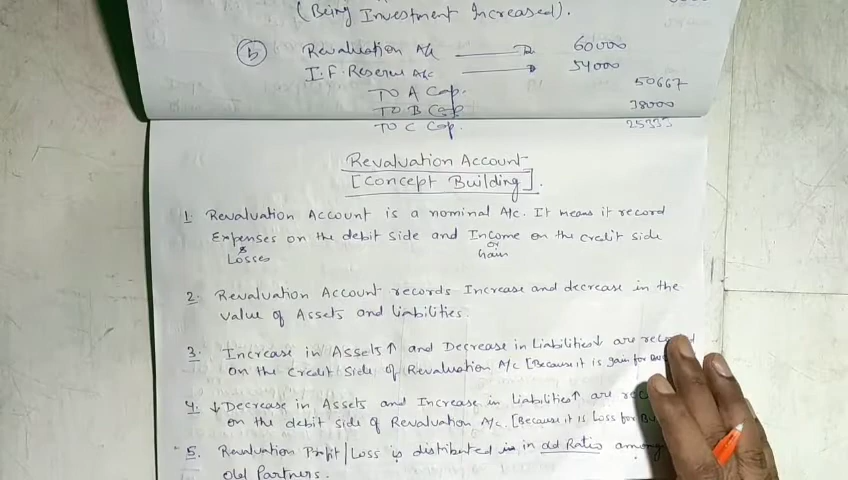 (Being Investment Increased).
(b) Revaluation A/c Dr 60000
I.F. Reserve A/c Dr 54000
To A Cap. 50667
To B Cap 38000
To C Cap. 25333
Revaluation Account
[Concept Building].
1. Revaluation Account is a nominal A/c. It means it record
Expenses on the debit side and Income on the credit side
& Losses or Gain
2. Revaluation Account records Increase and decrease in the
value of Assets and liabilities.
3. Increase in Assets ↑ and Decrease in Liabilities ↓ are
on the Credit side of Revaluation A/c [Because it is gain for
4. ↓ Decrease in Assets and Increase in Liabilities ↑ are
on the debit side of Revaluation A/c. [Because it is Loss for
5. Revaluation Profit / Loss is distributed in old Ratio among
old Partners.